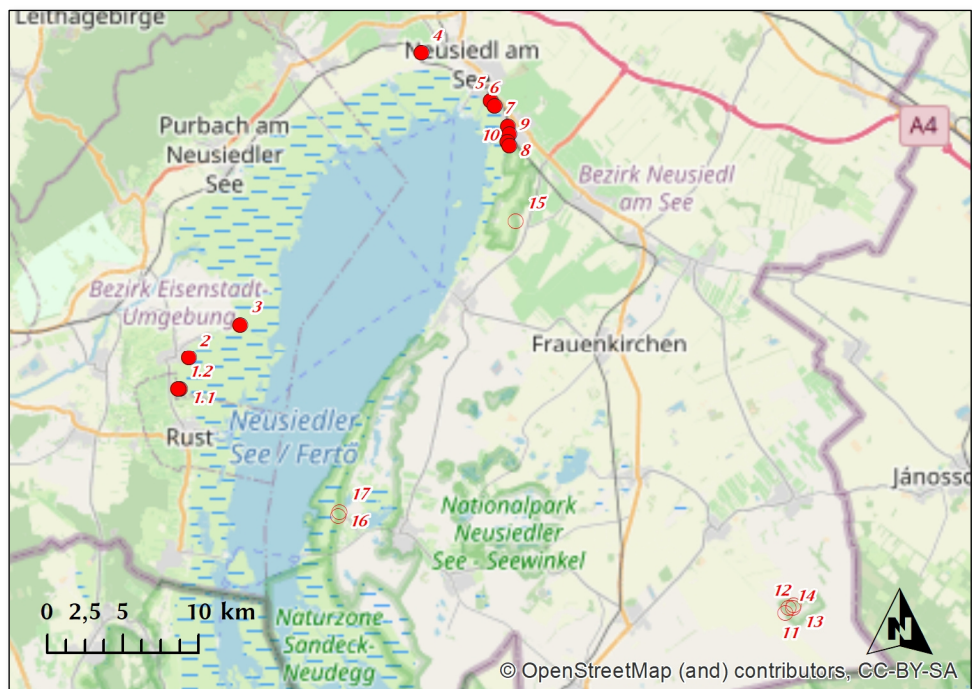 Leithagebirge
4
Neusiedl am
See
5
6
7
9
10
8
A4
Purbach am
Neusiedler
See
Bezirk Neusiedl
am See
15
Bezirk Eisenstadt-
Umgebung
3
2
1.2
1.1
Frauenkirchen
Neusiedler
See / Fertő
Rust
Jánosso
17
16
Nationalpark
Neusiedler
See - Seewinkel
12
14
13
11
0 2,5 5 10 km
Naturzone
Sandeck-
Neudegg
N
© OpenStreetMap (and) contributors, CC-BY-SA